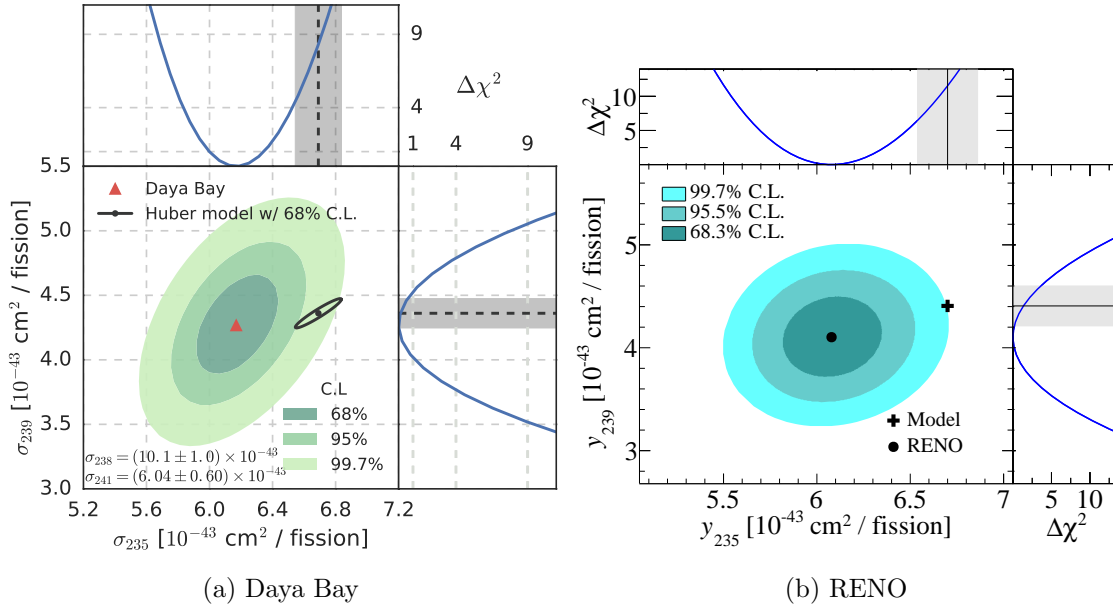 9
4
Δχ²
1 4 9
5.5
5.0
4.5
4.0
3.5
3.0
σ₂₃₉ [10⁻⁴³ cm² / fission]
Daya Bay
Huber model w/ 68% C.L.
C.L
68%
95%
99.7%
σ₂₃₈ = (10.1 ± 1.0) × 10⁻⁴³
σ₂₄₁ = (6.04 ± 0.60) × 10⁻⁴³
5.2 5.6 6.0 6.4 6.8 7.2
σ₂₃₅ [10⁻⁴³ cm² / fission]
(a) Daya Bay
Δχ²
10
5
99.7% C.L.
95.5% C.L.
68.3% C.L.
y₂₃₉ [10⁻⁴³ cm² / fission]
5
4
3
Model
RENO
5.5 6 6.5 7
5 10
y₂₃₅ [10⁻⁴³ cm² / fission]
Δχ²
(b) RENO